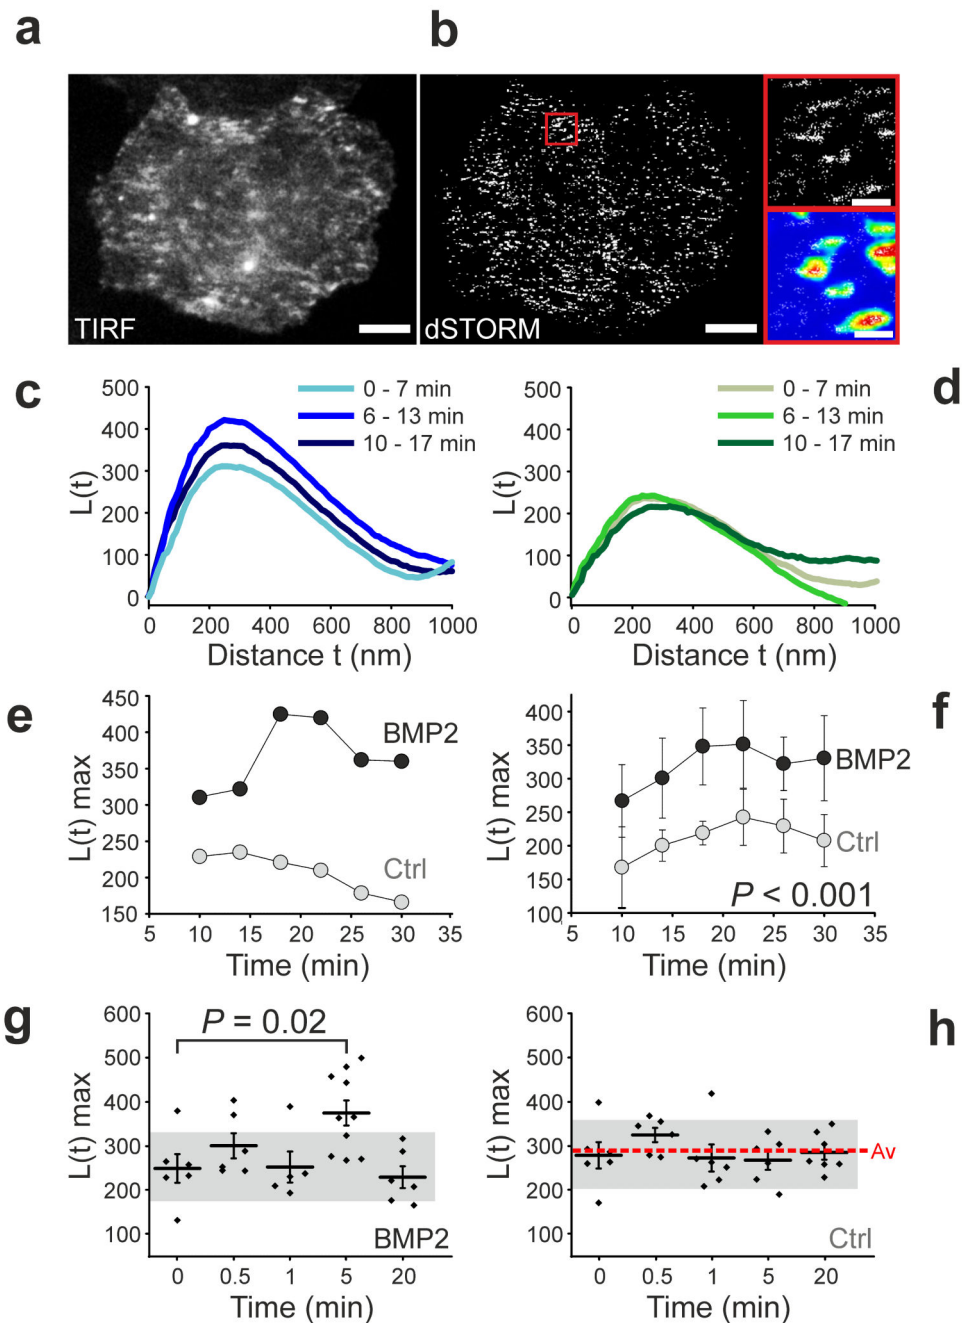 a
b
TIRF
dSTORM
c
500
400
300
200
100
0
L(t)
0 - 7 min
6 - 13 min
10 - 17 min
0
200
400
600
800
1000
Distance t (nm)
d
500
400
300
200
100
0
L(t)
0 - 7 min
6 - 13 min
10 - 17 min
0
200
400
600
800
1000
Distance t (nm)
e
450
400
350
300
250
200
150
L(t) max
BMP2
Ctrl
5
10
15
20
25
30
35
Time (min)
f
400
350
300
250
200
150
100
L(t) max
BMP2
Ctrl
P < 0.001
5
10
15
20
25
30
35
Time (min)
g
600
500
400
300
200
100
L(t) max
P = 0.02
BMP2
0
0.5
1
5
20
Time (min)
h
600
500
400
300
200
100
L(t) max
Av
Ctrl
0
0.5
1
5
20
Time (min)